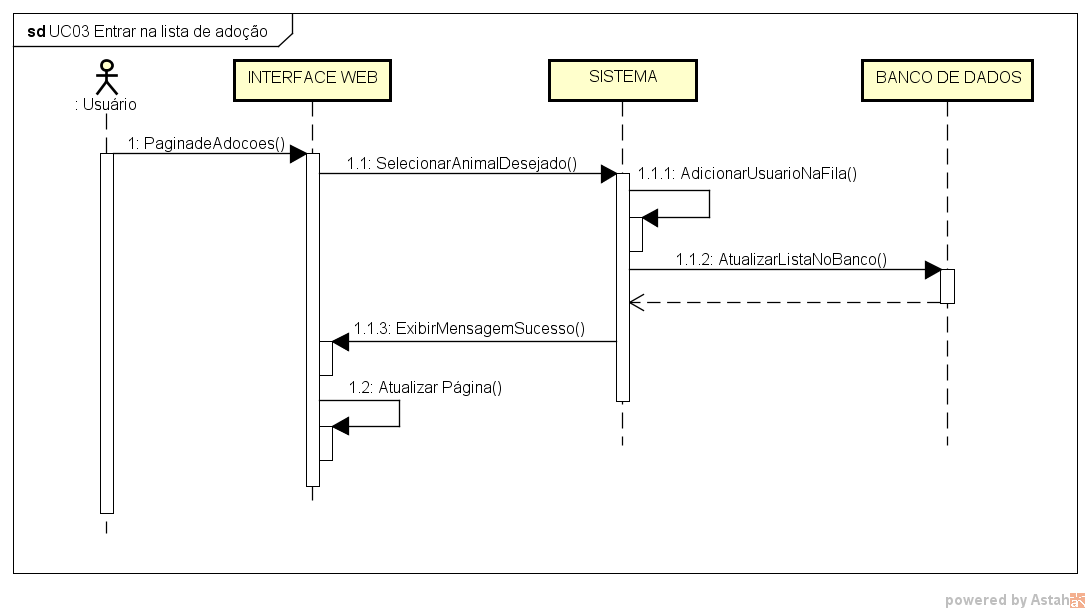 sd UC03 Entrar na lista de adoção
: Usuário
INTERFACE WEB
SISTEMA
BANCO DE DADOS
1: PaginadeAdocoes()
1.1: SelecionarAnimalDesejado()
1.1.1: AdicionarUsuarioNaFila()
1.1.2: AtualizarListaNoBanco()
1.1.3: ExibirMensagemSucesso()
1.2: Atualizar Página()
powered by Astah